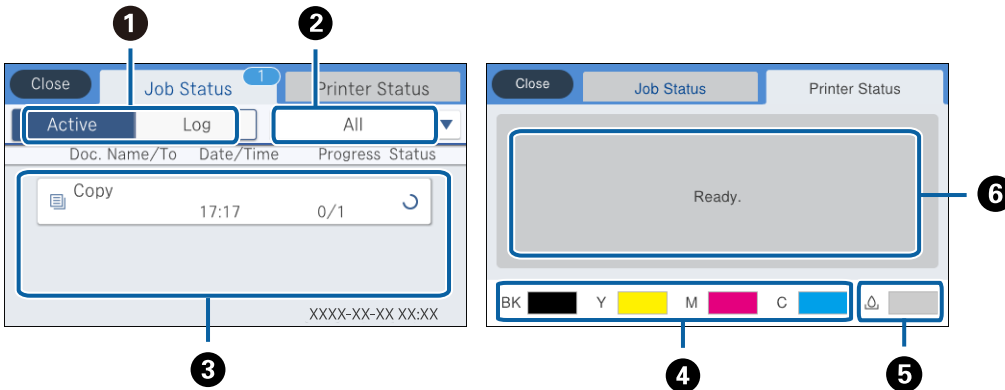 1 2
Close Job Status 1 Printer Status
Active Log All
Doc. Name/To Date/Time Progress Status
Copy
17:17 0/1
XXXX-XX-XX XX:XX
3
Close Job Status Printer Status
Ready.
6
BK Y M C
4 5